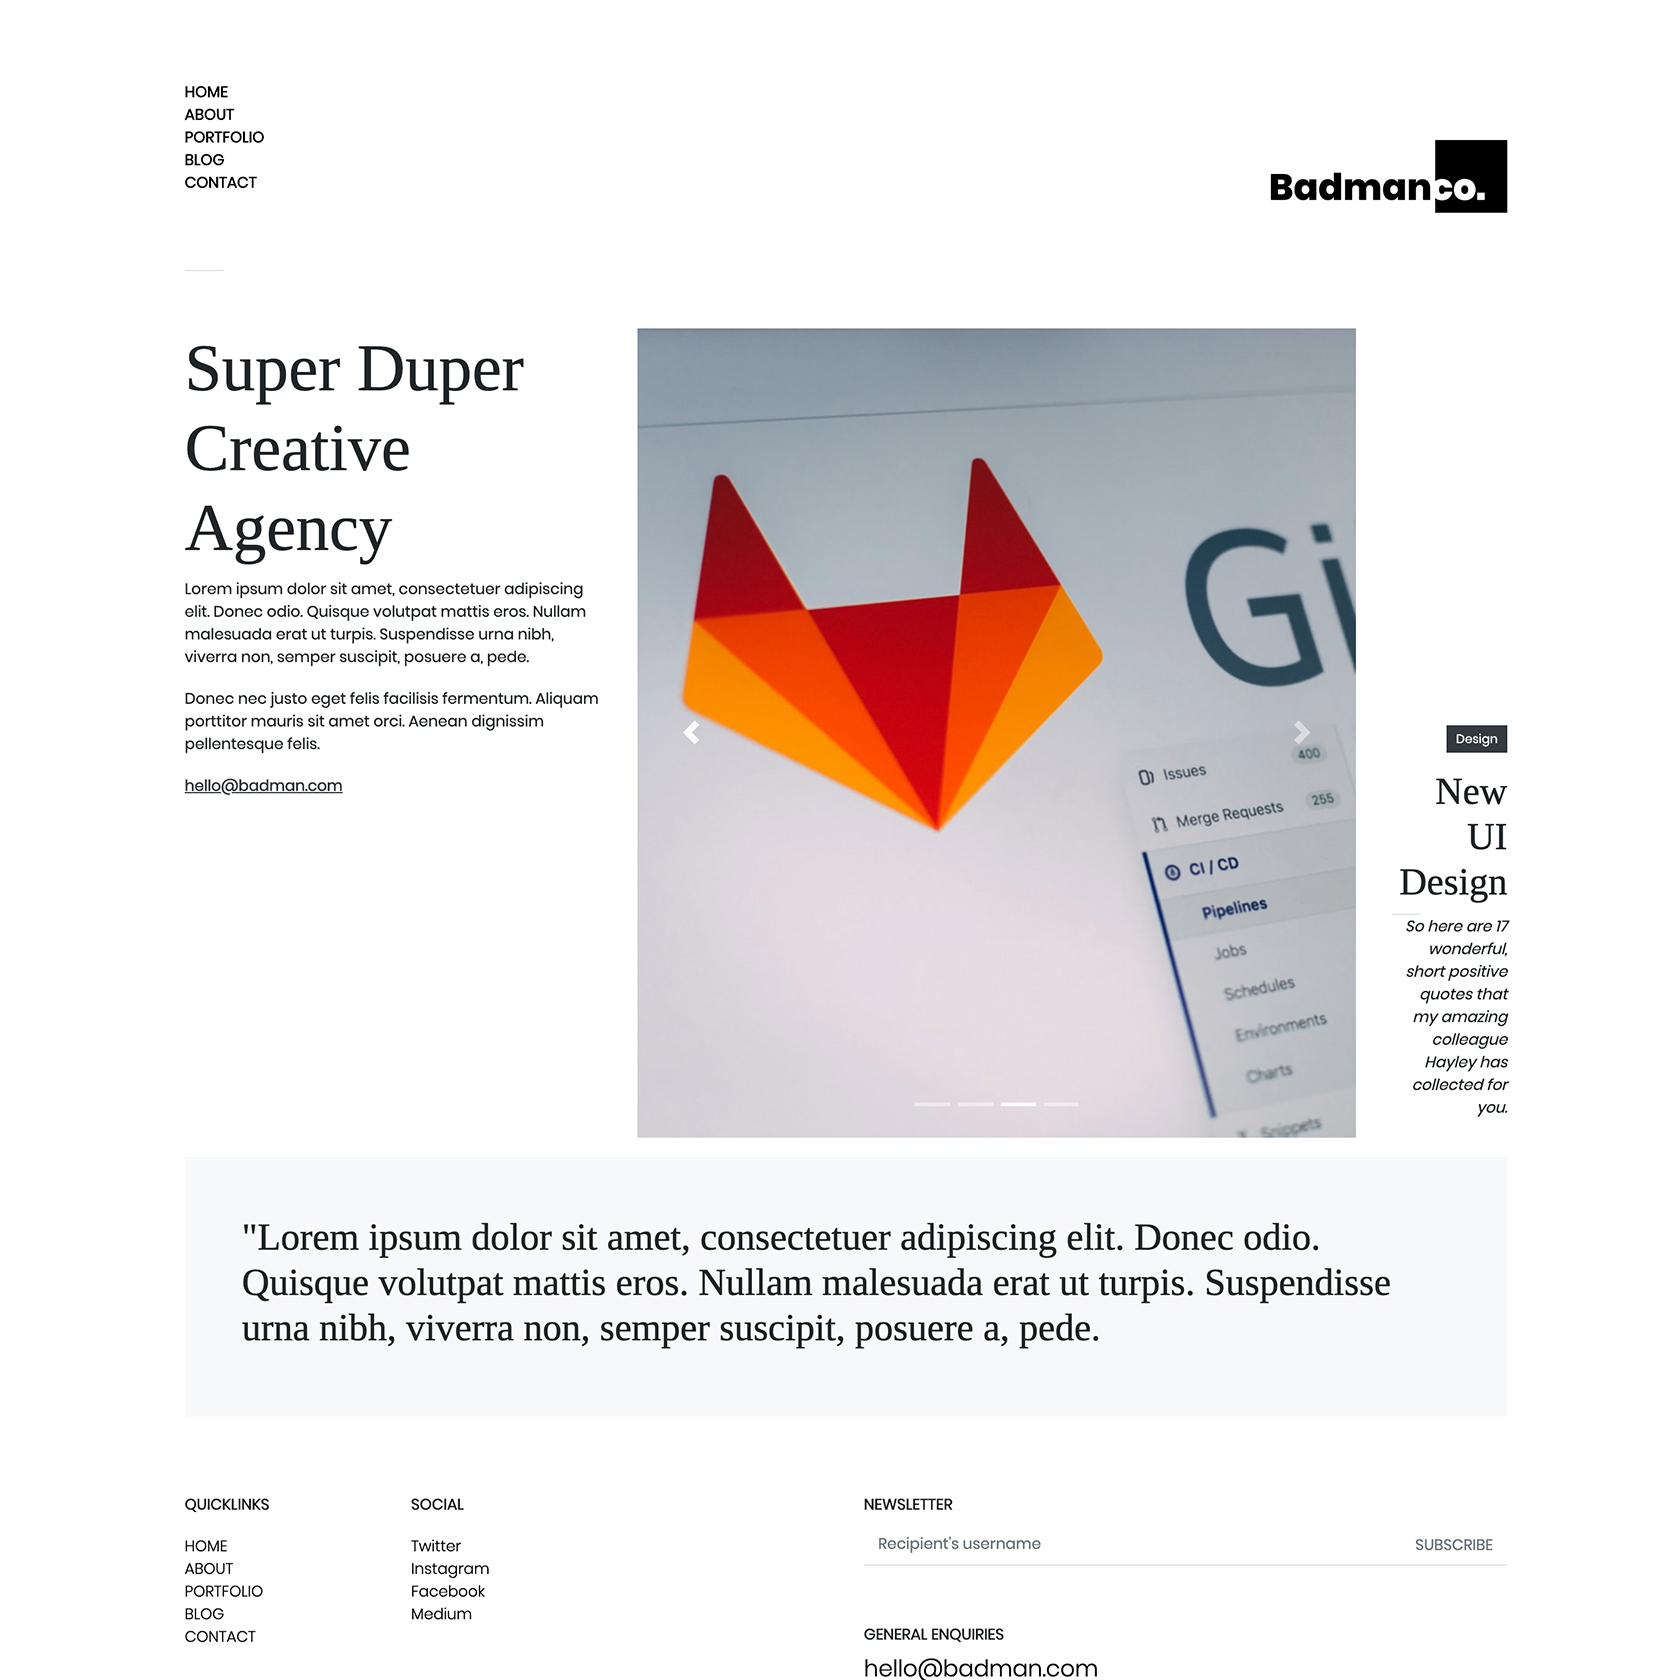 HOME
ABOUT
PORTFOLIO
BLOG
CONTACT
Badmanco.
Super Duper
Creative
Agency
Lorem ipsum dolor sit amet, consectetuer adipiscing
elit. Donec odio. Quisque volutpat mattis eros. Nullam
malesuada erat ut turpis. Suspendisse urna nibh,
viverra non, semper suscipit, posuere a, pede.
Donec nec justo eget felis facilisis fermentum. Aliquam
porttitor mauris sit amet orci. Aenean dignissim
pellentesque felis.
hello@badman.com
Gi
Issues 400
Merge Requests 255
CI / CD
Pipelines
Jobs
Schedules
Environments
Charts
Snippets
Design
New
UI
Design
So here are 17
wonderful,
short positive
quotes that
my amazing
colleague
Hayley has
collected for
you.
"Lorem ipsum dolor sit amet, consectetuer adipiscing elit. Donec odio.
Quisque volutpat mattis eros. Nullam malesuada erat ut turpis. Suspendisse
urna nibh, viverra non, semper suscipit, posuere a, pede.
QUICKLINKS
HOME
ABOUT
PORTFOLIO
BLOG
CONTACT
SOCIAL
Twitter
Instagram
Facebook
Medium
NEWSLETTER
Recipient's username SUBSCRIBE
GENERAL ENQUIRIES
hello@badman.com